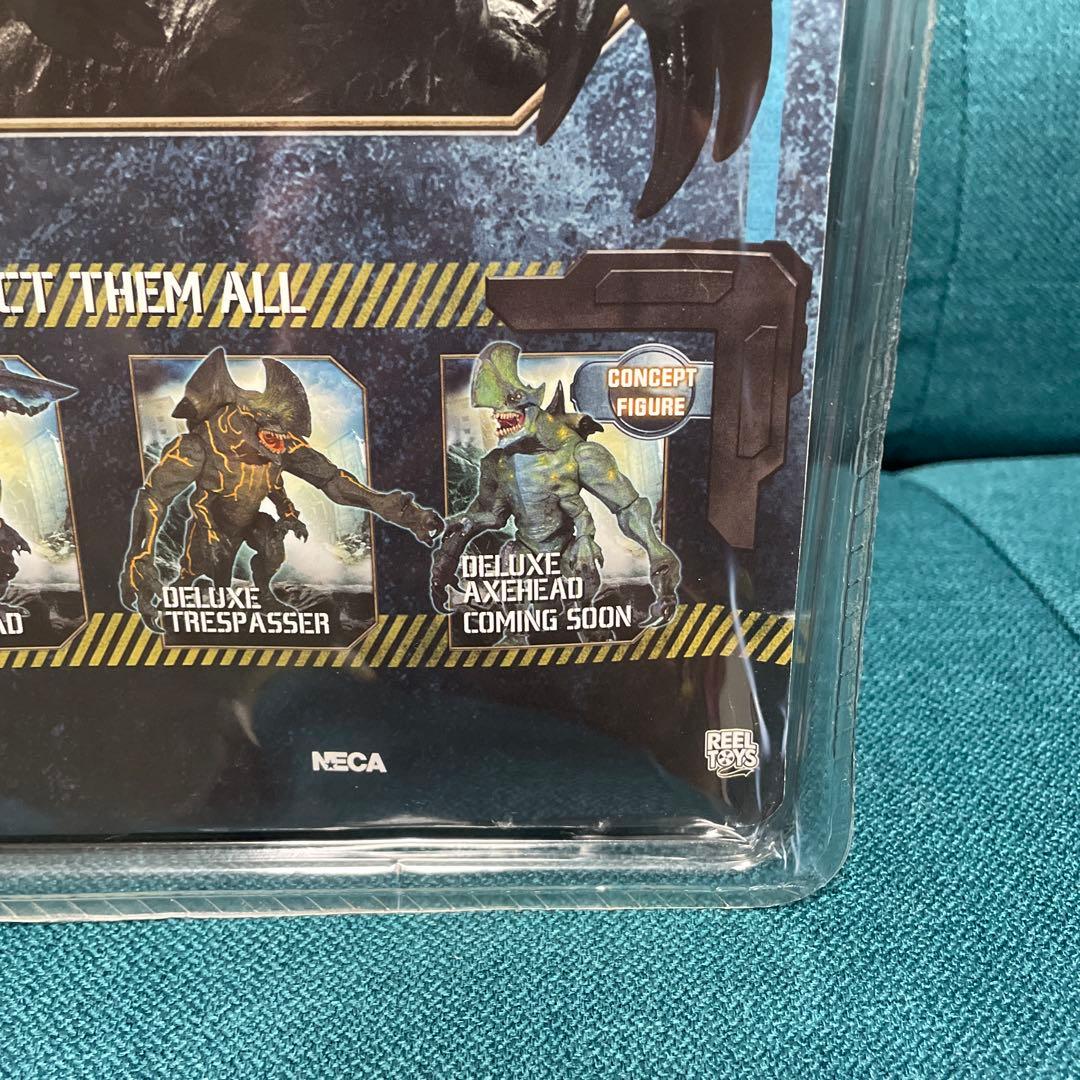 CT THEM ALL
CONCEPT
FIGURE
AD
DELUXE
TRESPASSER
DELUXE
AXEHEAD
COMING SOON
NECA
REEL
TOYS